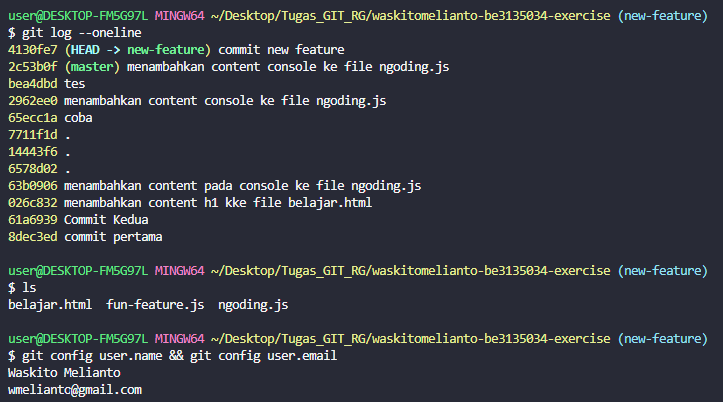 user@DESKTOP-FM5G97L MINGW64 ~/Desktop/Tugas_GIT_RG/waskitomelianto-be3135034-exercise (new-feature)
$ git log --oneline
4130fe7 (HEAD -> new-feature) commit new feature
2c53b0f (master) menambahkan content console ke file ngoding.js
bea4dbd tes
2962ee0 menambahkan content console ke file ngoding.js
65ecc1a coba
7711f1d .
14443f6 .
6578d02 .
63b0906 menambahkan content pada console ke file ngoding.js
026c832 menambahkan content h1 kke file belajar.html
61a6939 Commit Kedua
8dec3ed commit pertama
user@DESKTOP-FM5G97L MINGW64 ~/Desktop/Tugas_GIT_RG/waskitomelianto-be3135034-exercise (new-feature)
$ ls
belajar.html  fun-feature.js  ngoding.js
user@DESKTOP-FM5G97L MINGW64 ~/Desktop/Tugas_GIT_RG/waskitomelianto-be3135034-exercise (new-feature)
$ git config user.name && git config user.email
Waskito Melianto
wmelianto@gmail.com